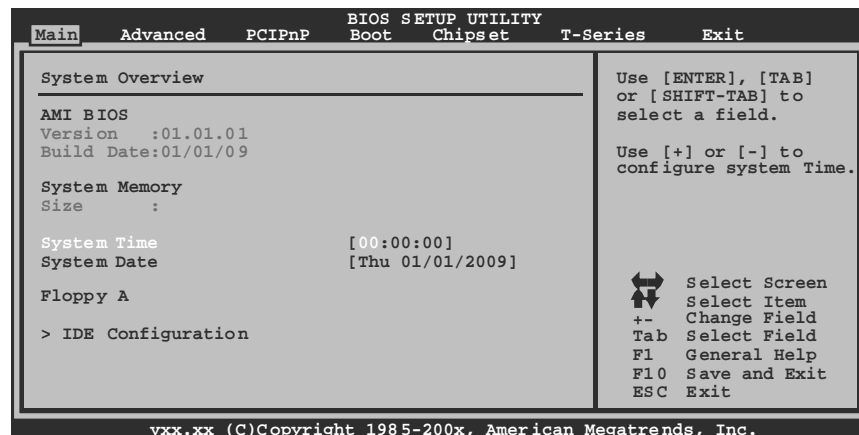 BIOS SETUP UTILITY
Main Advanced PCIPnP Boot Chipset T-Series Exit
System Overview
AMI BIOS
Version :01.01.01
Build Date:01/01/09
System Memory
Size :
System Time [00:00:00]
System Date [Thu 01/01/2009]
Floppy A
> IDE Configuration
Use [ENTER], [TAB]
or [SHIFT-TAB] to
select a field.
Use [+] or [-] to
configure system Time.
Select Screen
Select Item
+- Change Field
Tab Select Field
F1 General Help
F10 Save and Exit
ESC Exit
vxx.xx (C)Copyright 1985-200x, American Megatrends, Inc.